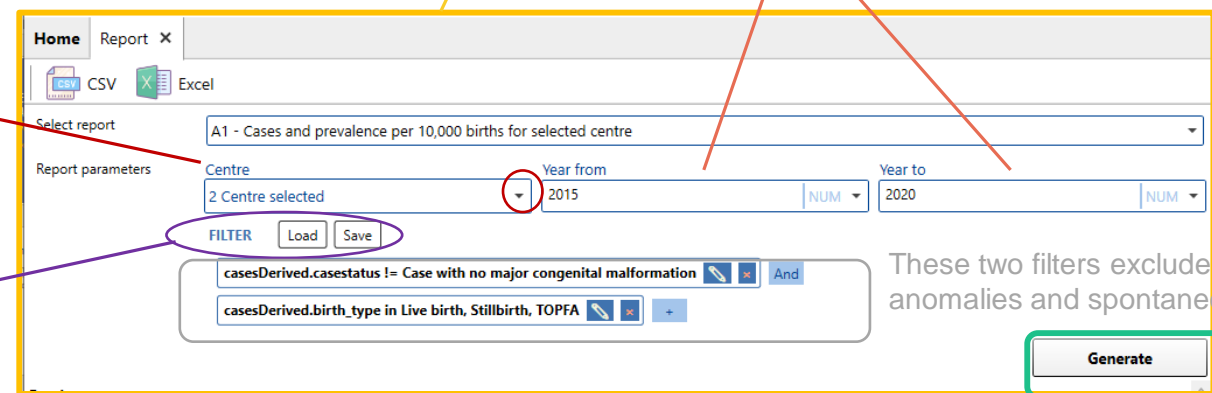 Home Report ×
CSV CSV Excel
Select report A1 - Cases and prevalence per 10,000 births for selected centre
Report parameters Centre Year from Year to
2 Centre selected 2015 NUM 2020 NUM
FILTER Load Save
casesDerived.casestatus != Case with no major congenital malformation × And
casesDerived.birth_type in Live birth, Stillbirth, TOPFA × +
These two filters exclude
anomalies and spontane
Generate